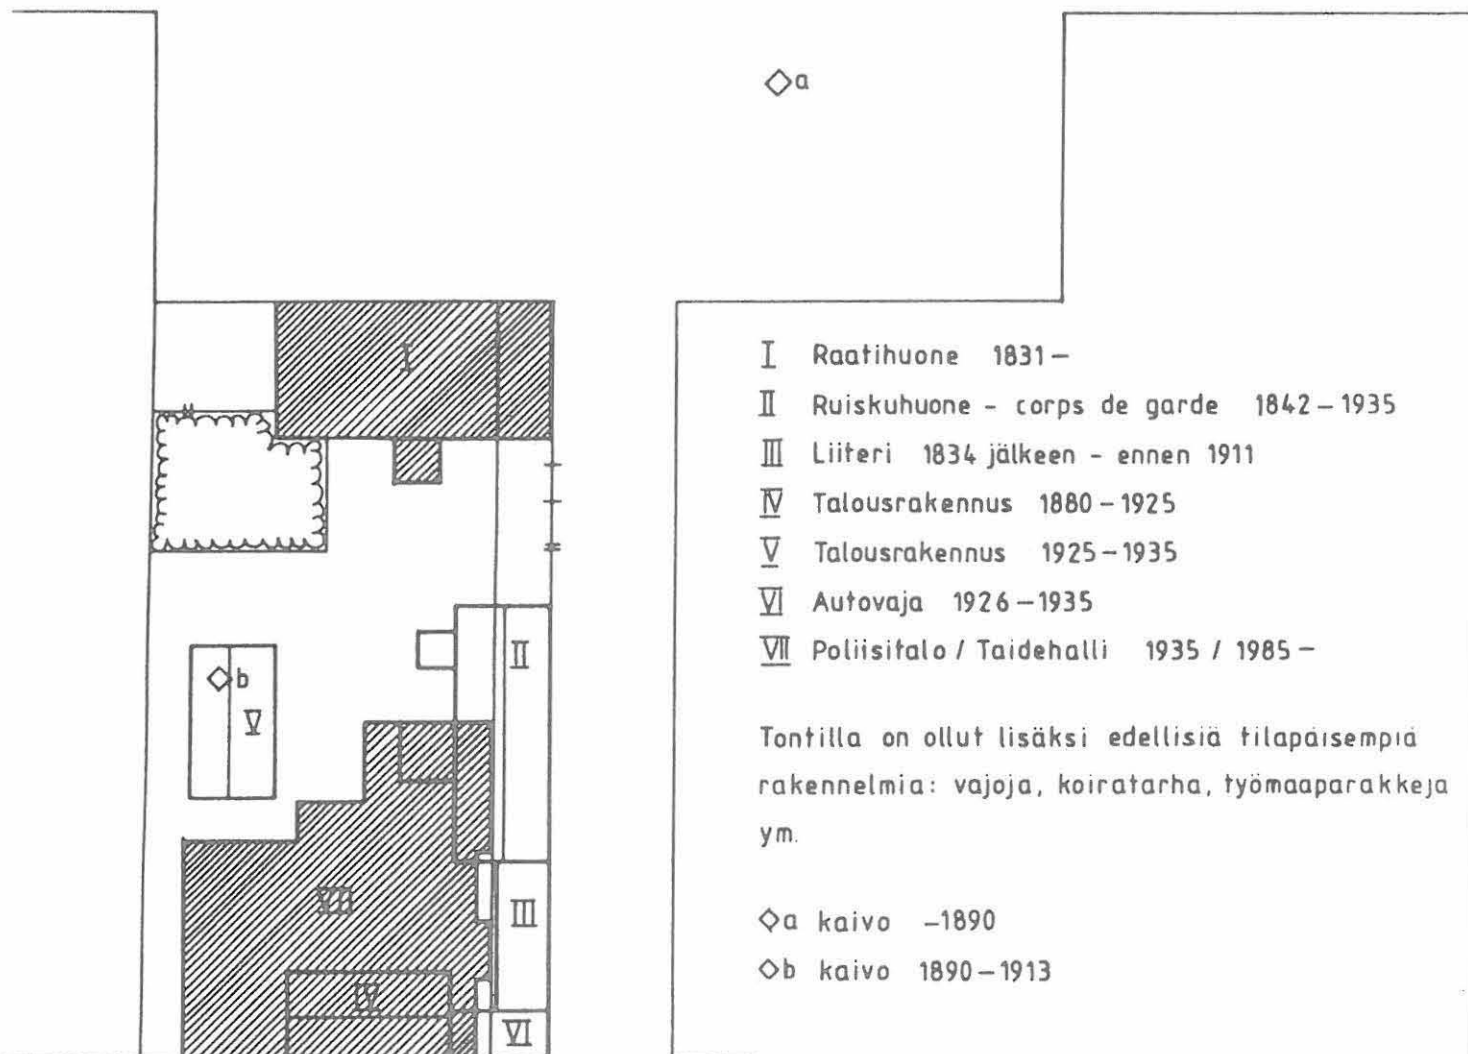 ◇a
I
I Raatihuone 1831 –
II Ruiskuhuone - corps de garde 1842 – 1935
III Liiteri 1834 jälkeen - ennen 1911
IV Talousrakennus 1880 – 1925
V Talousrakennus 1925 – 1935
VI Autovaja 1926 – 1935
VII Poliisitalo / Taidehalli 1935 / 1985 –
II
◇b
V
Tontilla on ollut lisäksi edellisiä tilapäisempiä
rakennelmia: vajoja, koiratarha, työmaaparakkeja
ym.
VII
III
◇a kaivo –1890
◇b kaivo 1890 – 1913
IV
VI